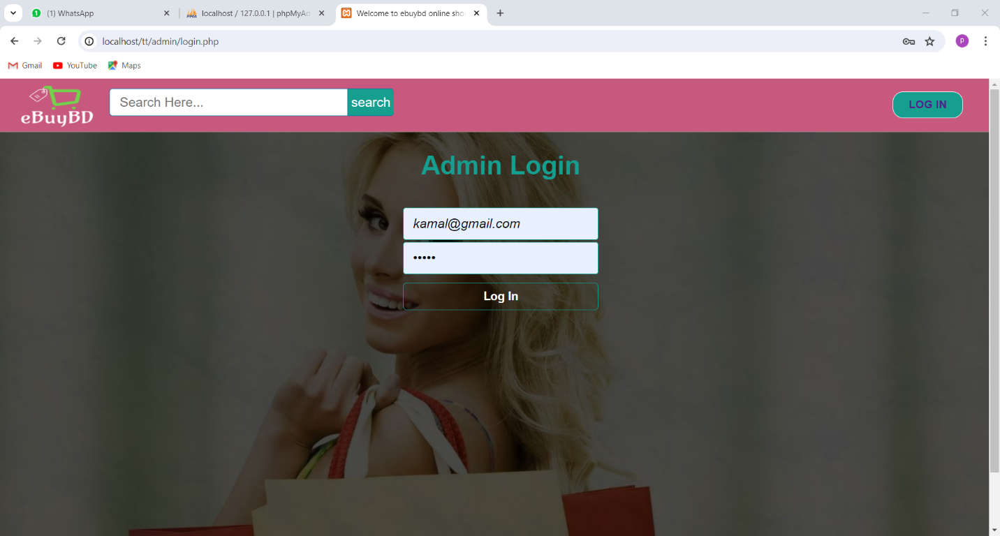 1
(1) WhatsApp
PMA
localhost / 127.0.0.1 | phpMyAd
Welcome to ebuybd online sho
localhost/tt/admin/login.php
P
Gmail
YouTube
Maps
eBuyBD
Search Here...
search
LOG IN
Admin Login
kamal@gmail.com
•••••
Log In